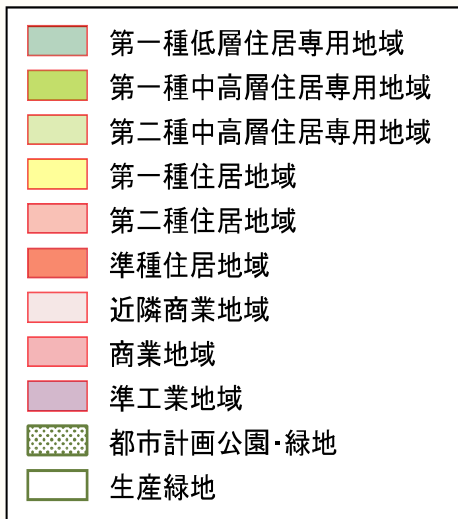 第一種低層住居専用地域
第一種中高層住居専用地域
第二種中高層住居専用地域
第一種住居地域
第二種住居地域
準種住居地域
近隣商業地域
商業地域
準工業地域
都市計画公園・緑地
生産緑地